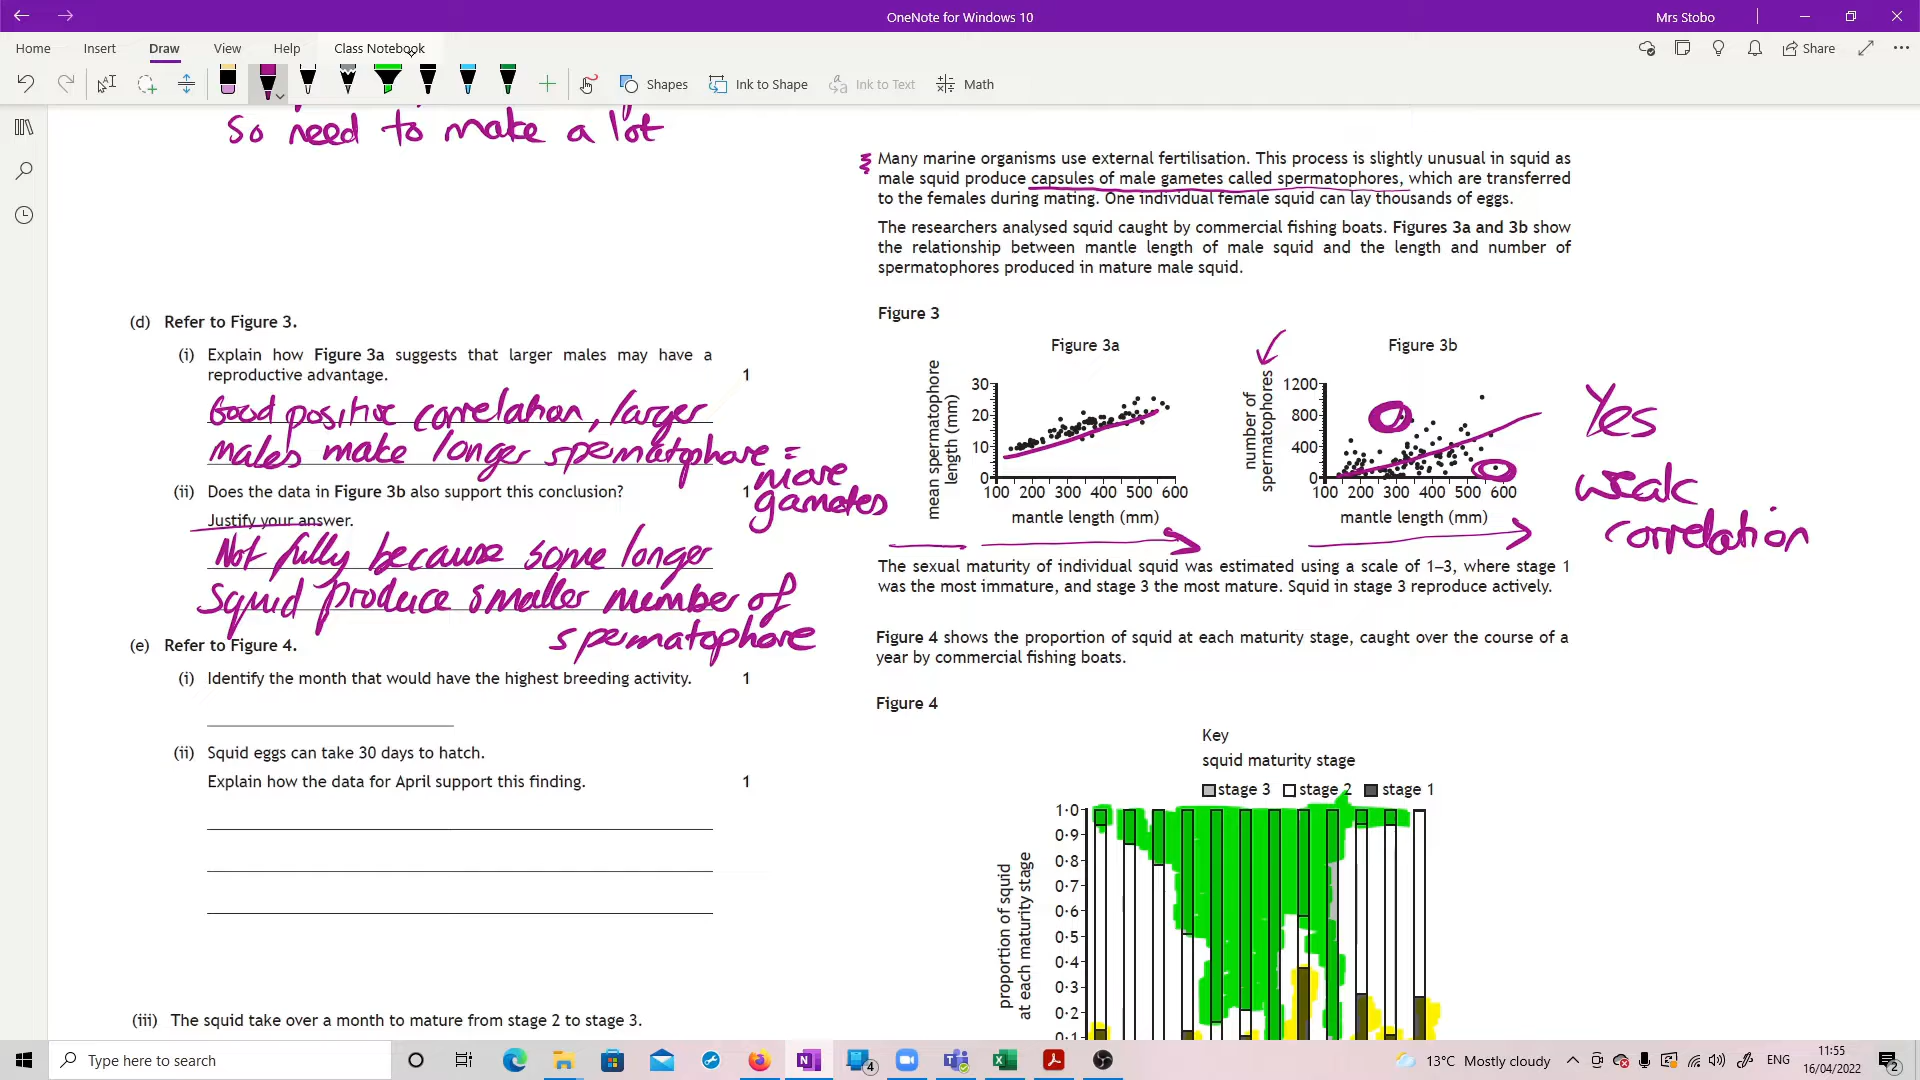 OneNote for Windows 10
Mrs Stobo
Home Insert Draw View Help Class Notebook
Share
Shapes Ink to Shape Ink to Text Math
So need to make a lot
(d) Refer to Figure 3.
(i) Explain how Figure 3a suggests that larger males may have a
reproductive advantage. 1
Good positive correlation, larger
males make longer spermatophore =
more
gametes
(ii) Does the data in Figure 3b also support this conclusion? 1
Justify your answer.
Not fully because some longer
squid produce smaller number of
spermatophore
(e) Refer to Figure 4.
(i) Identify the month that would have the highest breeding activity. 1
(ii) Squid eggs can take 30 days to hatch.
Explain how the data for April support this finding. 1
(iii) The squid take over a month to mature from stage 2 to stage 3.
Many marine organisms use external fertilisation. This process is slightly unusual in squid as
male squid produce capsules of male gametes called spermatophores, which are transferred
to the females during mating. One individual female squid can lay thousands of eggs.
The researchers analysed squid caught by commercial fishing boats. Figures 3a and 3b show
the relationship between mantle length of male squid and the length and number of
spermatophores produced in mature male squid.
Figure 3
Figure 3a
mean spermatophore
length (mm)
30
20
10
0
100 200 300 400 500 600
mantle length (mm)
Figure 3b
number of
spermatophores
1200
800
400
0
100 200 300 400 500 600
mantle length (mm)
Yes
weak
correlation
The sexual maturity of individual squid was estimated using a scale of 1–3, where stage 1
was the most immature, and stage 3 the most mature. Squid in stage 3 reproduce actively.
Figure 4 shows the proportion of squid at each maturity stage, caught over the course of a
year by commercial fishing boats.
Figure 4
Key
squid maturity stage
stage 3 stage 2 stage 1
proportion of squid
at each maturity stage
1·0
0·9
0·8
0·7
0·6
0·5
0·4
0·3
0·2
0·1
Type here to search
4
13°C Mostly cloudy
ENG
11:55
16/04/2022
2